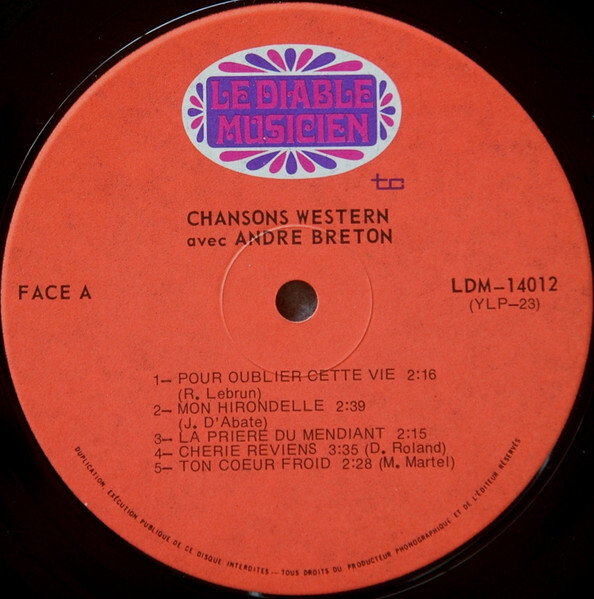 LE DIABLE
MUSICIEN
tc
CHANSONS WESTERN
avec ANDRE BRETON
FACE A
LDM-14012
(YLP-23)
1- POUR OUBLIER CETTE VIE 2:16
(R. Lebrun)
2- MON HIRONDELLE 2:39
(J. D'Abate)
3- LA PRIERE DU MENDIANT 2:15
4- CHERIE REVIENS 3:35 (D. Roland)
5- TON COEUR FROID 2:28 (M. Martel)
DUPLICATION, EXÉCUTION PUBLIQUE DE CE DISQUE INTERDITES - TOUS DROITS DU PRODUCTEUR PHONOGRAPHIQUE ET DE L'ÉDITEUR RÉSERVÉS